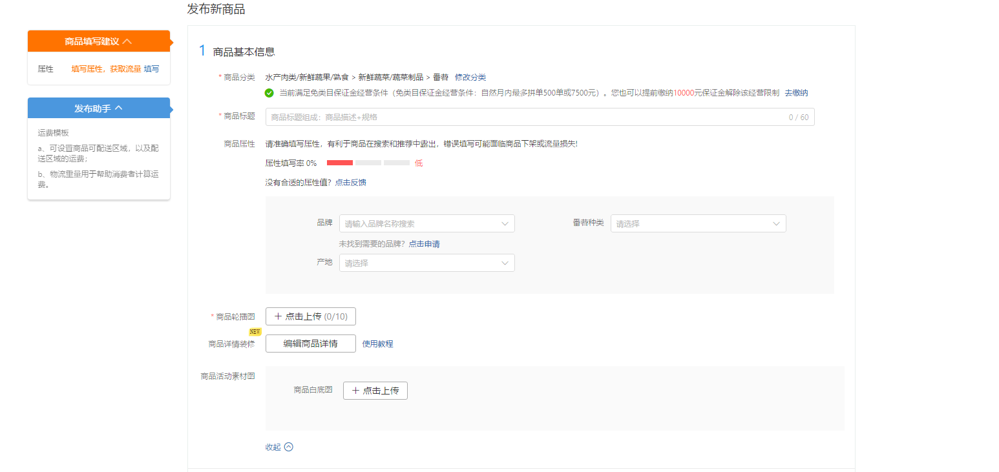 发布新商品
商品填写建议
属性 填写属性，获取流量 填写
发布助手
运费模板
a、可设置商品可配送区域，以及配
送区域的运费；
b、物流重量用于帮助消费者计算运
费。
1 商品基本信息
* 商品分类 水产肉类/新鲜蔬果/熟食 > 新鲜蔬菜/蔬菜制品 > 番茄 修改分类
当前满足免类目保证金经营条件（免类目保证金经营条件：自然月内最多拼单500单或7500元）。您也可以提前缴纳10000元保证金解除该经营限制 去缴纳
* 商品标题 商品标题组成：商品描述+规格 0 / 60
商品属性 请准确填写属性，有利于商品在搜索和推荐中露出，错误填写可能面临商品下架或流量损失!
属性填写率 0% 低
没有合适的属性值？点击反馈
品牌 请输入品牌名称搜索 番茄种类 请选择
未找到需要的品牌？点击申请
产地 请选择
* 商品轮播图 + 点击上传 (0/10)
NEW
商品详情装修 编辑商品详情 使用教程
商品活动素材图
商品白底图 + 点击上传
收起